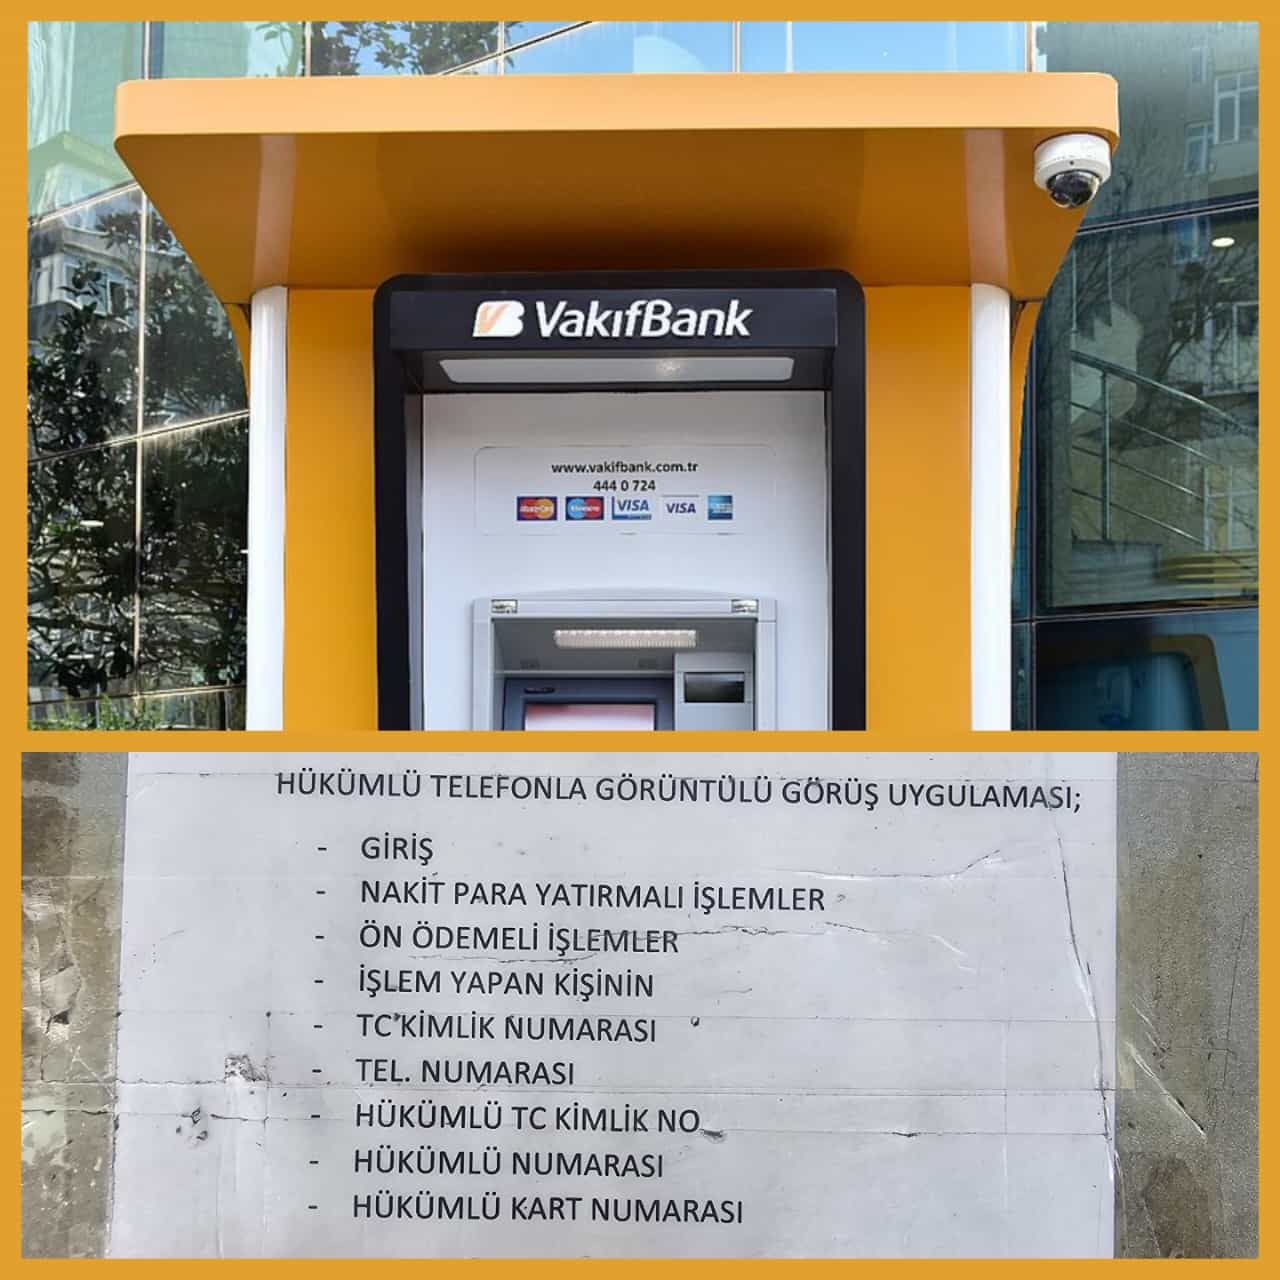 VakıfBank
www.vakifbank.com.tr
444 0 724
MasterCard Maestro VISA VISA
HÜKÜMLÜ TELEFONLA GÖRÜNTÜLÜ GÖRÜŞ UYGULAMASI;
- GİRİŞ
- NAKİT PARA YATIRMALI İŞLEMLER
- ÖN ÖDEMELİ İŞLEMLER
- İŞLEM YAPAN KİŞİNİN
- TC KİMLİK NUMARASI
- TEL. NUMARASI
- HÜKÜMLÜ TC KİMLİK NO
- HÜKÜMLÜ NUMARASI
- HÜKÜMLÜ KART NUMARASI